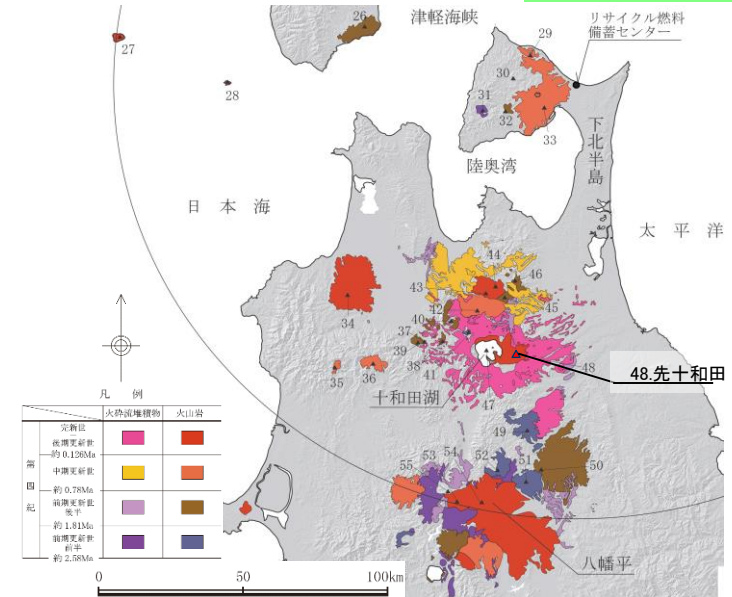 津軽海峡
リサイクル燃料
備蓄センター
26
27
29
30
28
31
32
33
下北半島
陸奥湾
日本海
太平洋
44
46
43
42
45
34
40
37
39
38
41
35
36
48
48.先十和田
十和田湖
47
49
凡例
火砕流堆積物
火山岩
第四紀
完新世
~
後期更新世
約0.126Ma
中期更新世
約0.78Ma
前期更新世
後半
約1.81Ma
前期更新世
前半
約2.58Ma
53
54
52
51
50
55
八幡平
0
50
100km